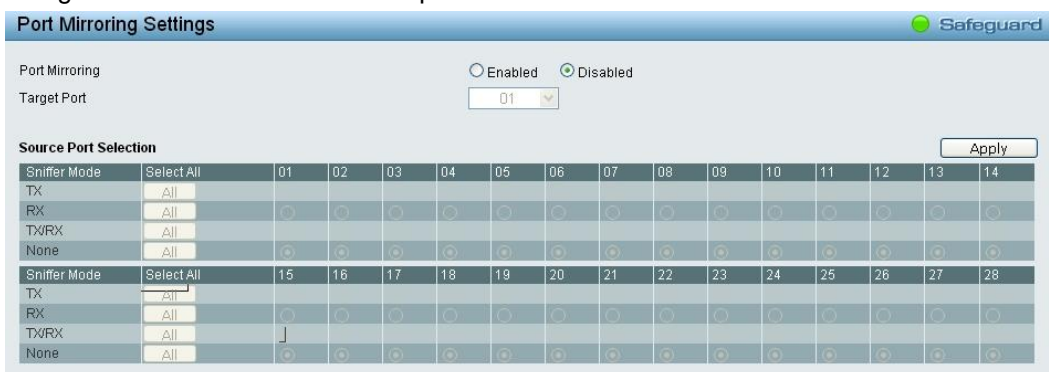 Port Mirroring Settings Safeguard
Port Mirroring Enabled Disabled
Target Port 01
Source Port Selection Apply
Sniffer Mode Select All 01 02 03 04 05 06 07 08 09 10 11 12 13 14
TX All
RX All
TX/RX All
None All
Sniffer Mode Select All 15 16 17 18 19 20 21 22 23 24 25 26 27 28
TX All
RX All
TX/RX All
None All